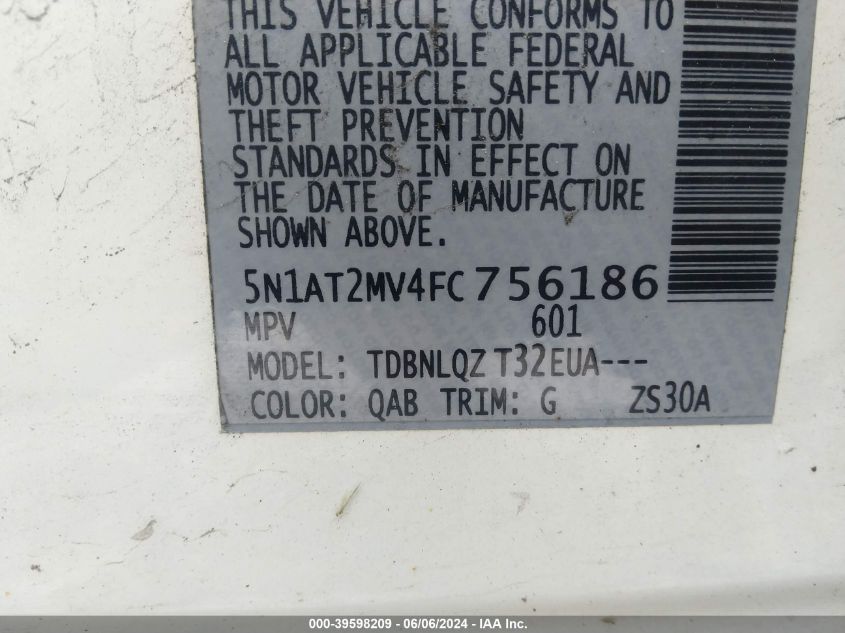 THIS VEHICLE CONFORMS TO
ALL APPLICABLE FEDERAL
MOTOR VEHICLE SAFETY AND
THEFT PREVENTION
STANDARDS IN EFFECT ON
THE DATE OF MANUFACTURE
SHOWN ABOVE.
5N1AT2MV4FC756186
MPV 601
MODEL: TDBNLQZ T32EUA---
COLOR: QAB TRIM: G ZS30A
000-39598209 - 06/06/2024 - IAA Inc.